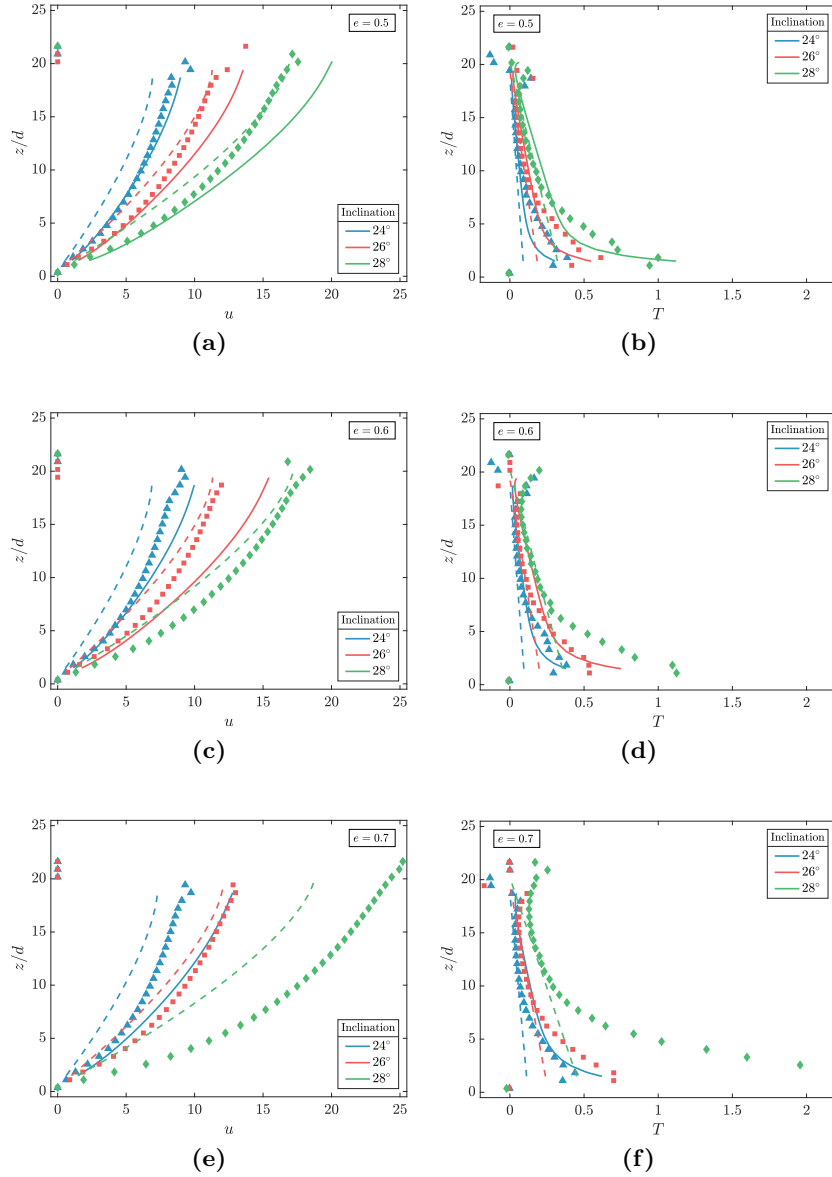 e = 0.5
25
20
15
10
5
0
z/d
Inclination
24°
26°
28°
0 5 10 15 20 25
u
(a)
e = 0.5
Inclination
24°
26°
28°
25
20
15
10
5
0
z/d
0 0.5 1 1.5 2
T
(b)
e = 0.6
25
20
15
10
5
0
z/d
Inclination
24°
26°
28°
0 5 10 15 20 25
u
(c)
e = 0.6
Inclination
24°
26°
28°
25
20
15
10
5
0
z/d
0 0.5 1 1.5 2
T
(d)
e = 0.7
25
20
15
10
5
0
z/d
Inclination
24°
26°
28°
0 5 10 15 20 25
u
(e)
e = 0.7
Inclination
24°
26°
28°
25
20
15
10
5
0
z/d
0 0.5 1 1.5 2
T
(f)